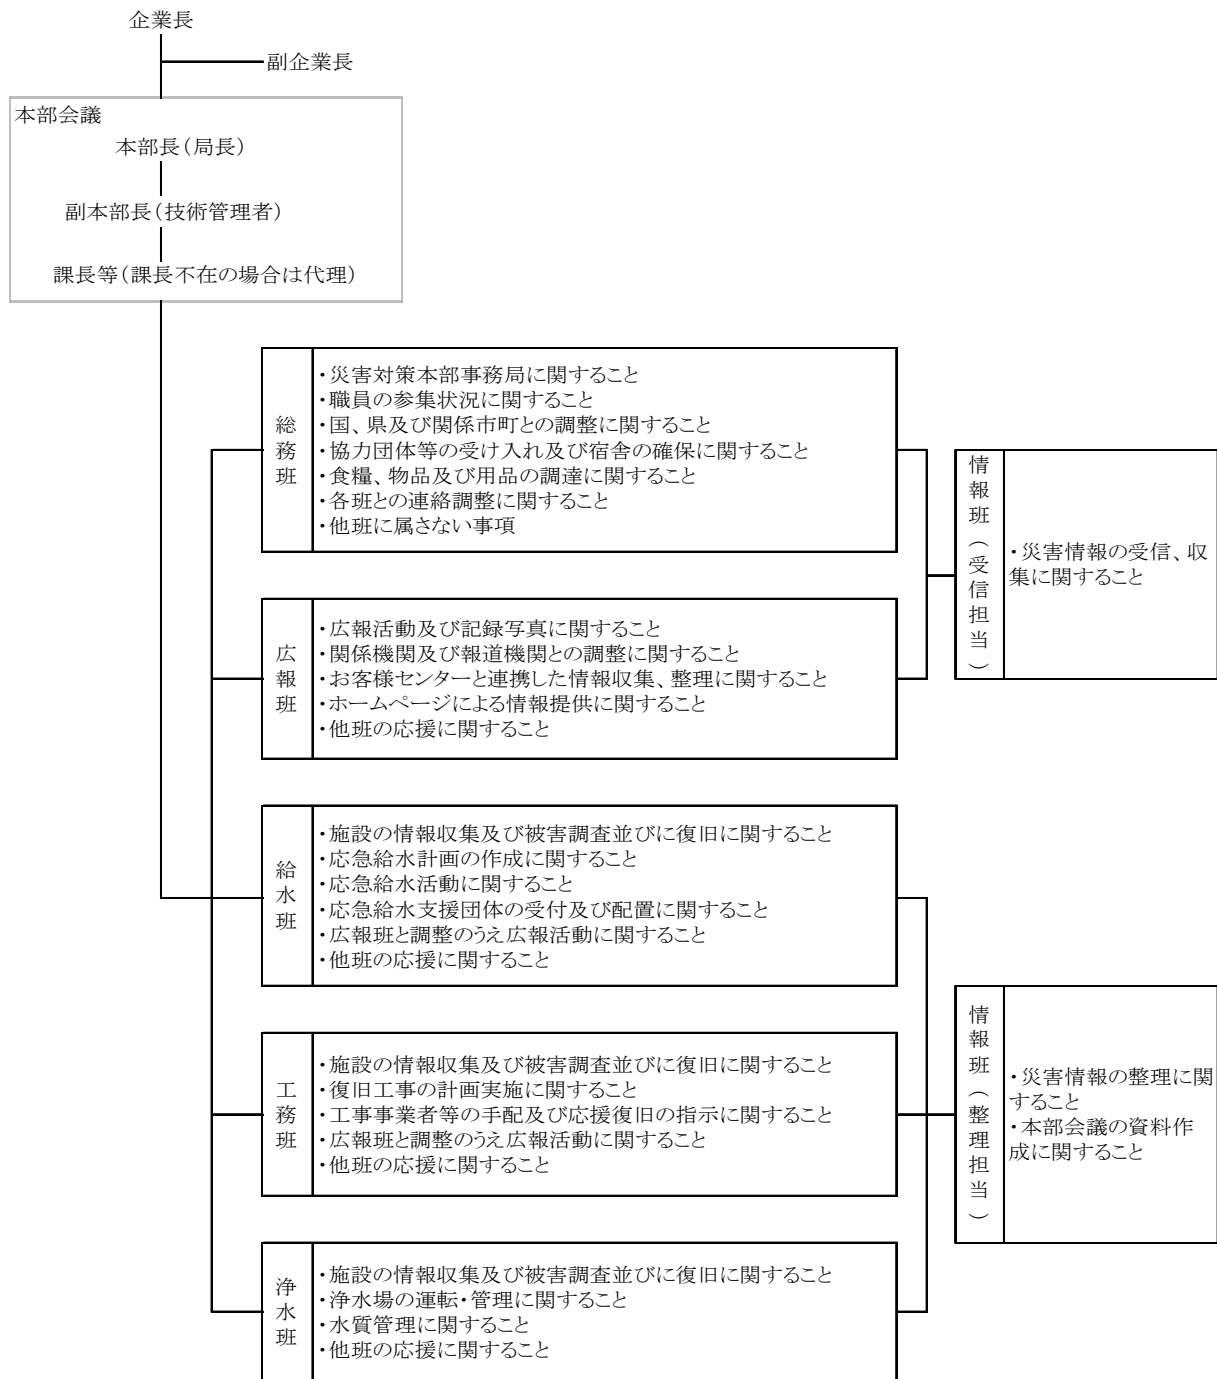 企業長
副企業長
本部会議
本部長(局長)
副本部長(技術管理者)
課長等(課長不在の場合は代理)
総務班
・災害対策本部事務局に関すること
・職員の参集状況に関すること
・国、県及び関係市町との調整に関すること
・協力団体等の受け入れ及び宿舎の確保に関すること
・食糧、物品及び用品の調達に関すること
・各班との連絡調整に関すること
・他班に属さない事項
広報班
・広報活動及び記録写真に関すること
・関係機関及び報道機関との調整に関すること
・お客様センターと連携した情報収集、整理に関すること
・ホームページによる情報提供に関すること
・他班の応援に関すること
情報班(受信担当)
・災害情報の受信、収
集に関すること
給水班
・施設の情報収集及び被害調査並びに復旧に関すること
・応急給水計画の作成に関すること
・応急給水活動に関すること
・応急給水支援団体の受付及び配置に関すること
・広報班と調整のうえ広報活動に関すること
・他班の応援に関すること
工務班
・施設の情報収集及び被害調査並びに復旧に関すること
・復旧工事の計画実施に関すること
・工事事業者等の手配及び応援復旧の指示に関すること
・広報班と調整のうえ広報活動に関すること
・他班の応援に関すること
浄水班
・施設の情報収集及び被害調査並びに復旧に関すること
・浄水場の運転・管理に関すること
・水質管理に関すること
・他班の応援に関すること
情報班(整理担当)
・災害情報の整理に関
すること
・本部会議の資料作
成に関すること